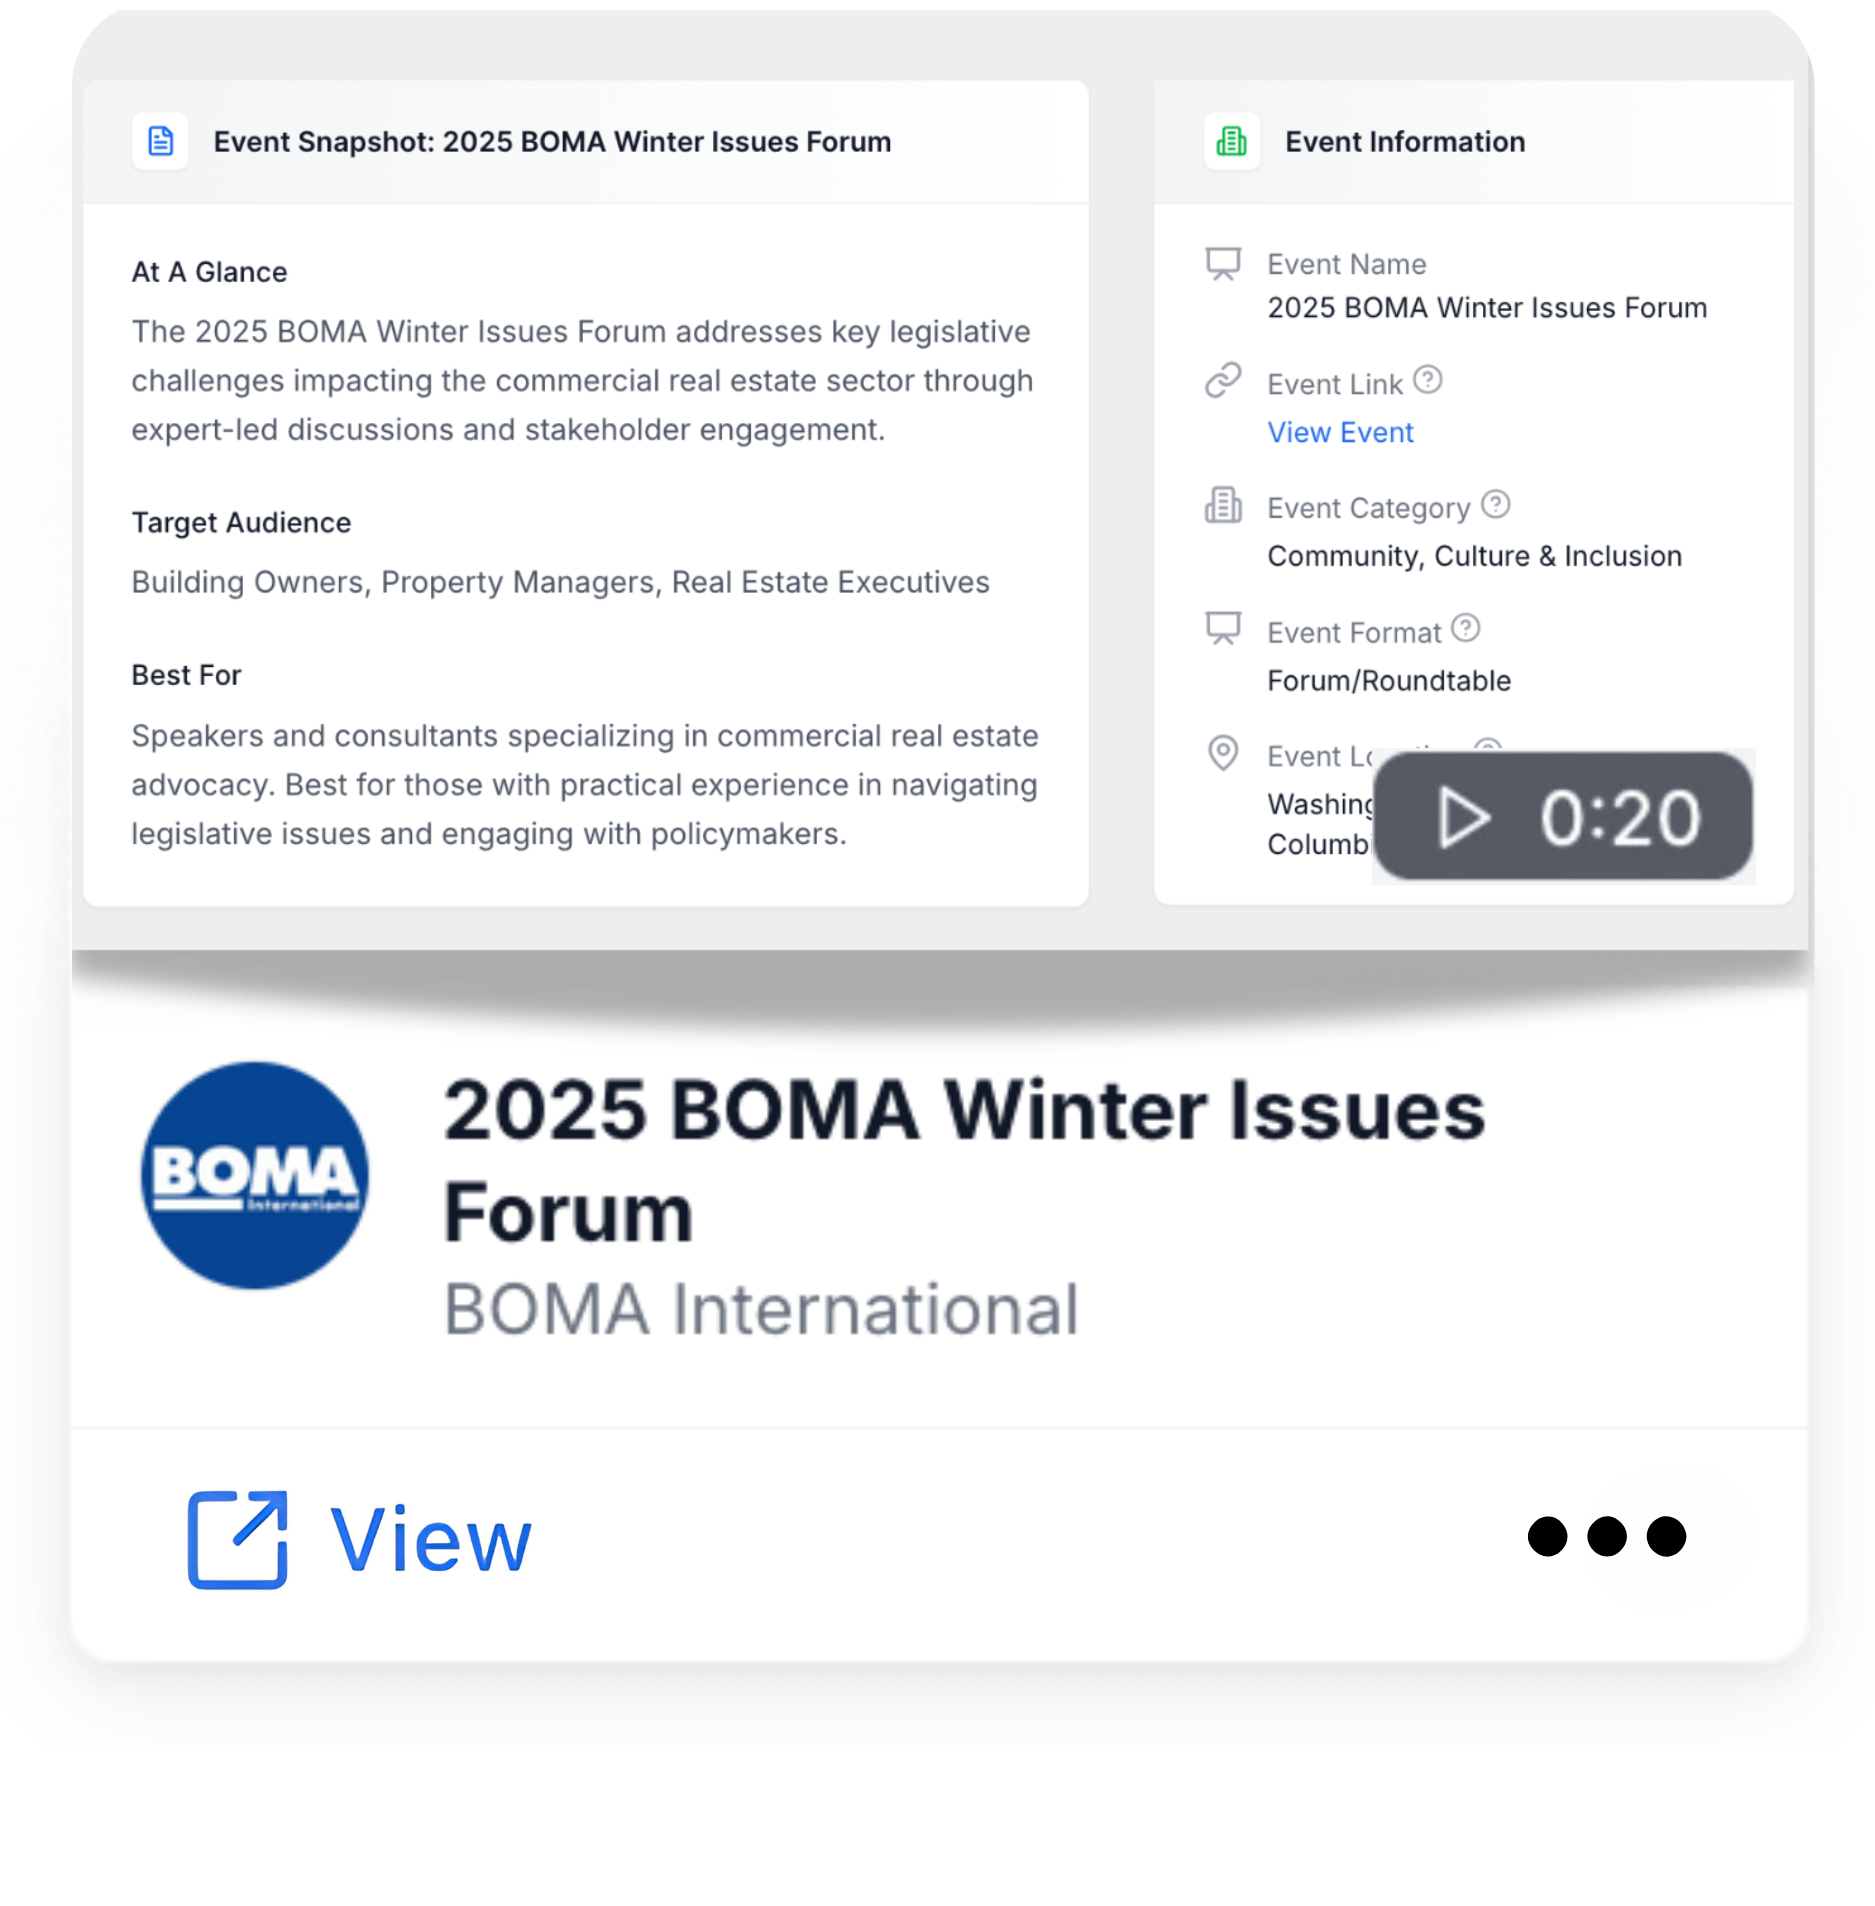 Event Snapshot: 2025 BOMA Winter Issues Forum
At A Glance
The 2025 BOMA Winter Issues Forum addresses key legislative
challenges impacting the commercial real estate sector through
expert-led discussions and stakeholder engagement.
Target Audience
Building Owners, Property Managers, Real Estate Executives
Best For
Speakers and consultants specializing in commercial real estate
advocacy. Best for those with practical experience in navigating
legislative issues and engaging with policymakers.
Event Information
Event Name
2025 BOMA Winter Issues Forum
Event Link
View Event
Event Category
Community, Culture & Inclusion
Event Format
Forum/Roundtable
Event
0:20
BOMA
International
2025 BOMA Winter Issues
Forum
BOMA International
View